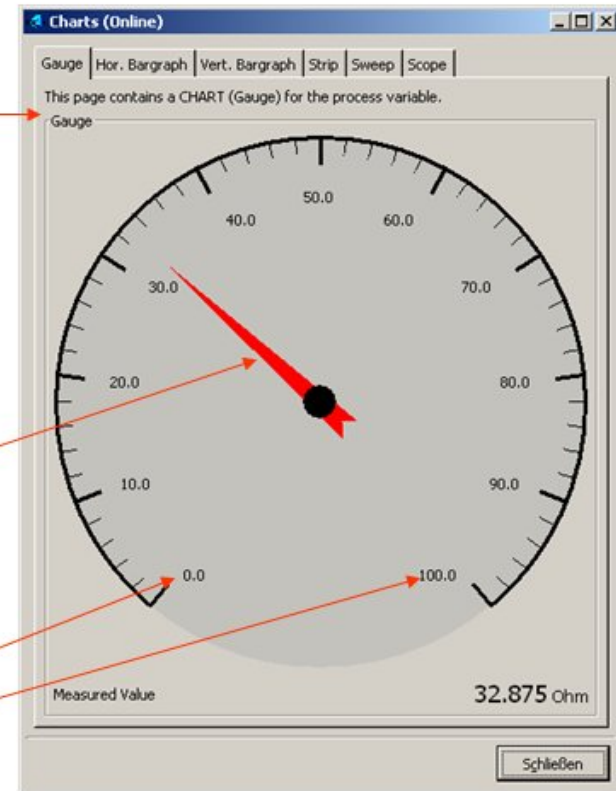 Charts (Online)
Gauge Hor. Bargraph Vert. Bargraph Strip Sweep Scope
This page contains a CHART (Gauge) for the process variable.
Gauge
50.0
40.0 60.0
30.0 70.0
20.0 80.0
10.0 90.0
0.0 100.0
Measured Value 32.875 Ohm
Schließen